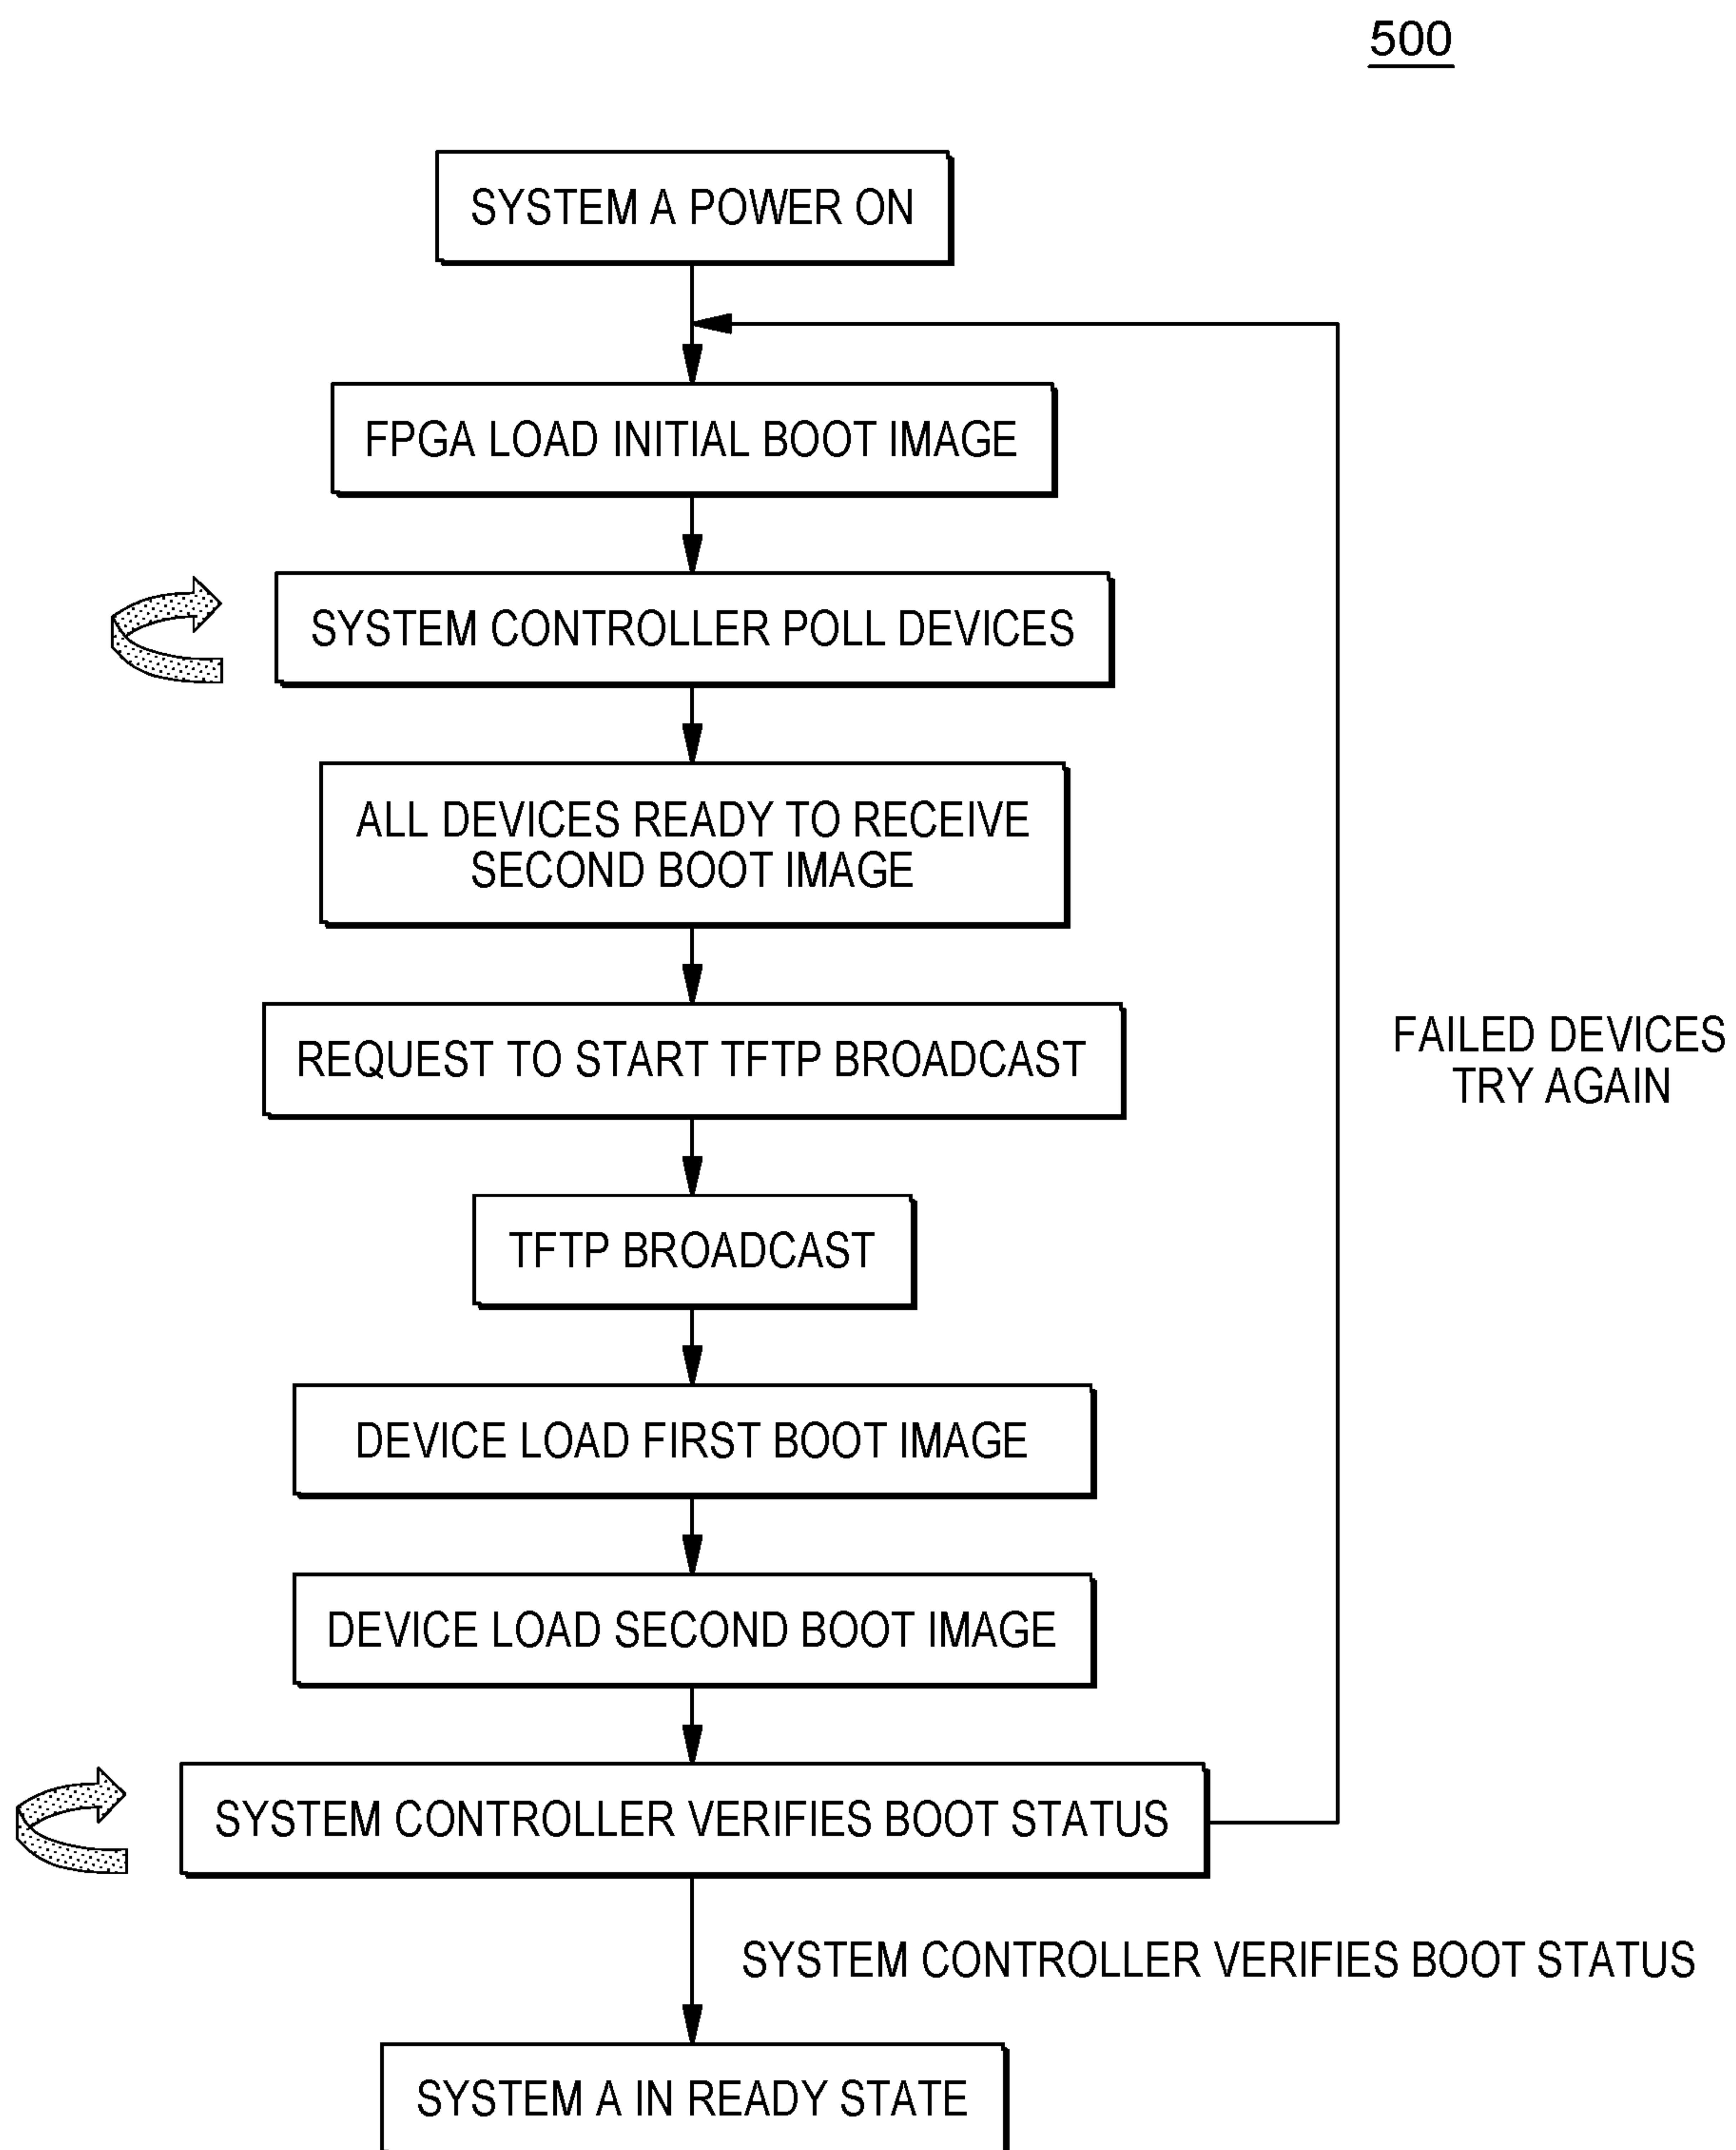 500
SYSTEM A POWER ON
FPGA LOAD INITIAL BOOT IMAGE
SYSTEM CONTROLLER POLL DEVICES
ALL DEVICES READY TO RECEIVE
SECOND BOOT IMAGE
REQUEST TO START TFTP BROADCAST
FAILED DEVICES
TRY AGAIN
TFTP BROADCAST
DEVICE LOAD FIRST BOOT IMAGE
DEVICE LOAD SECOND BOOT IMAGE
SYSTEM CONTROLLER VERIFIES BOOT STATUS
SYSTEM CONTROLLER VERIFIES BOOT STATUS
SYSTEM A IN READY STATE